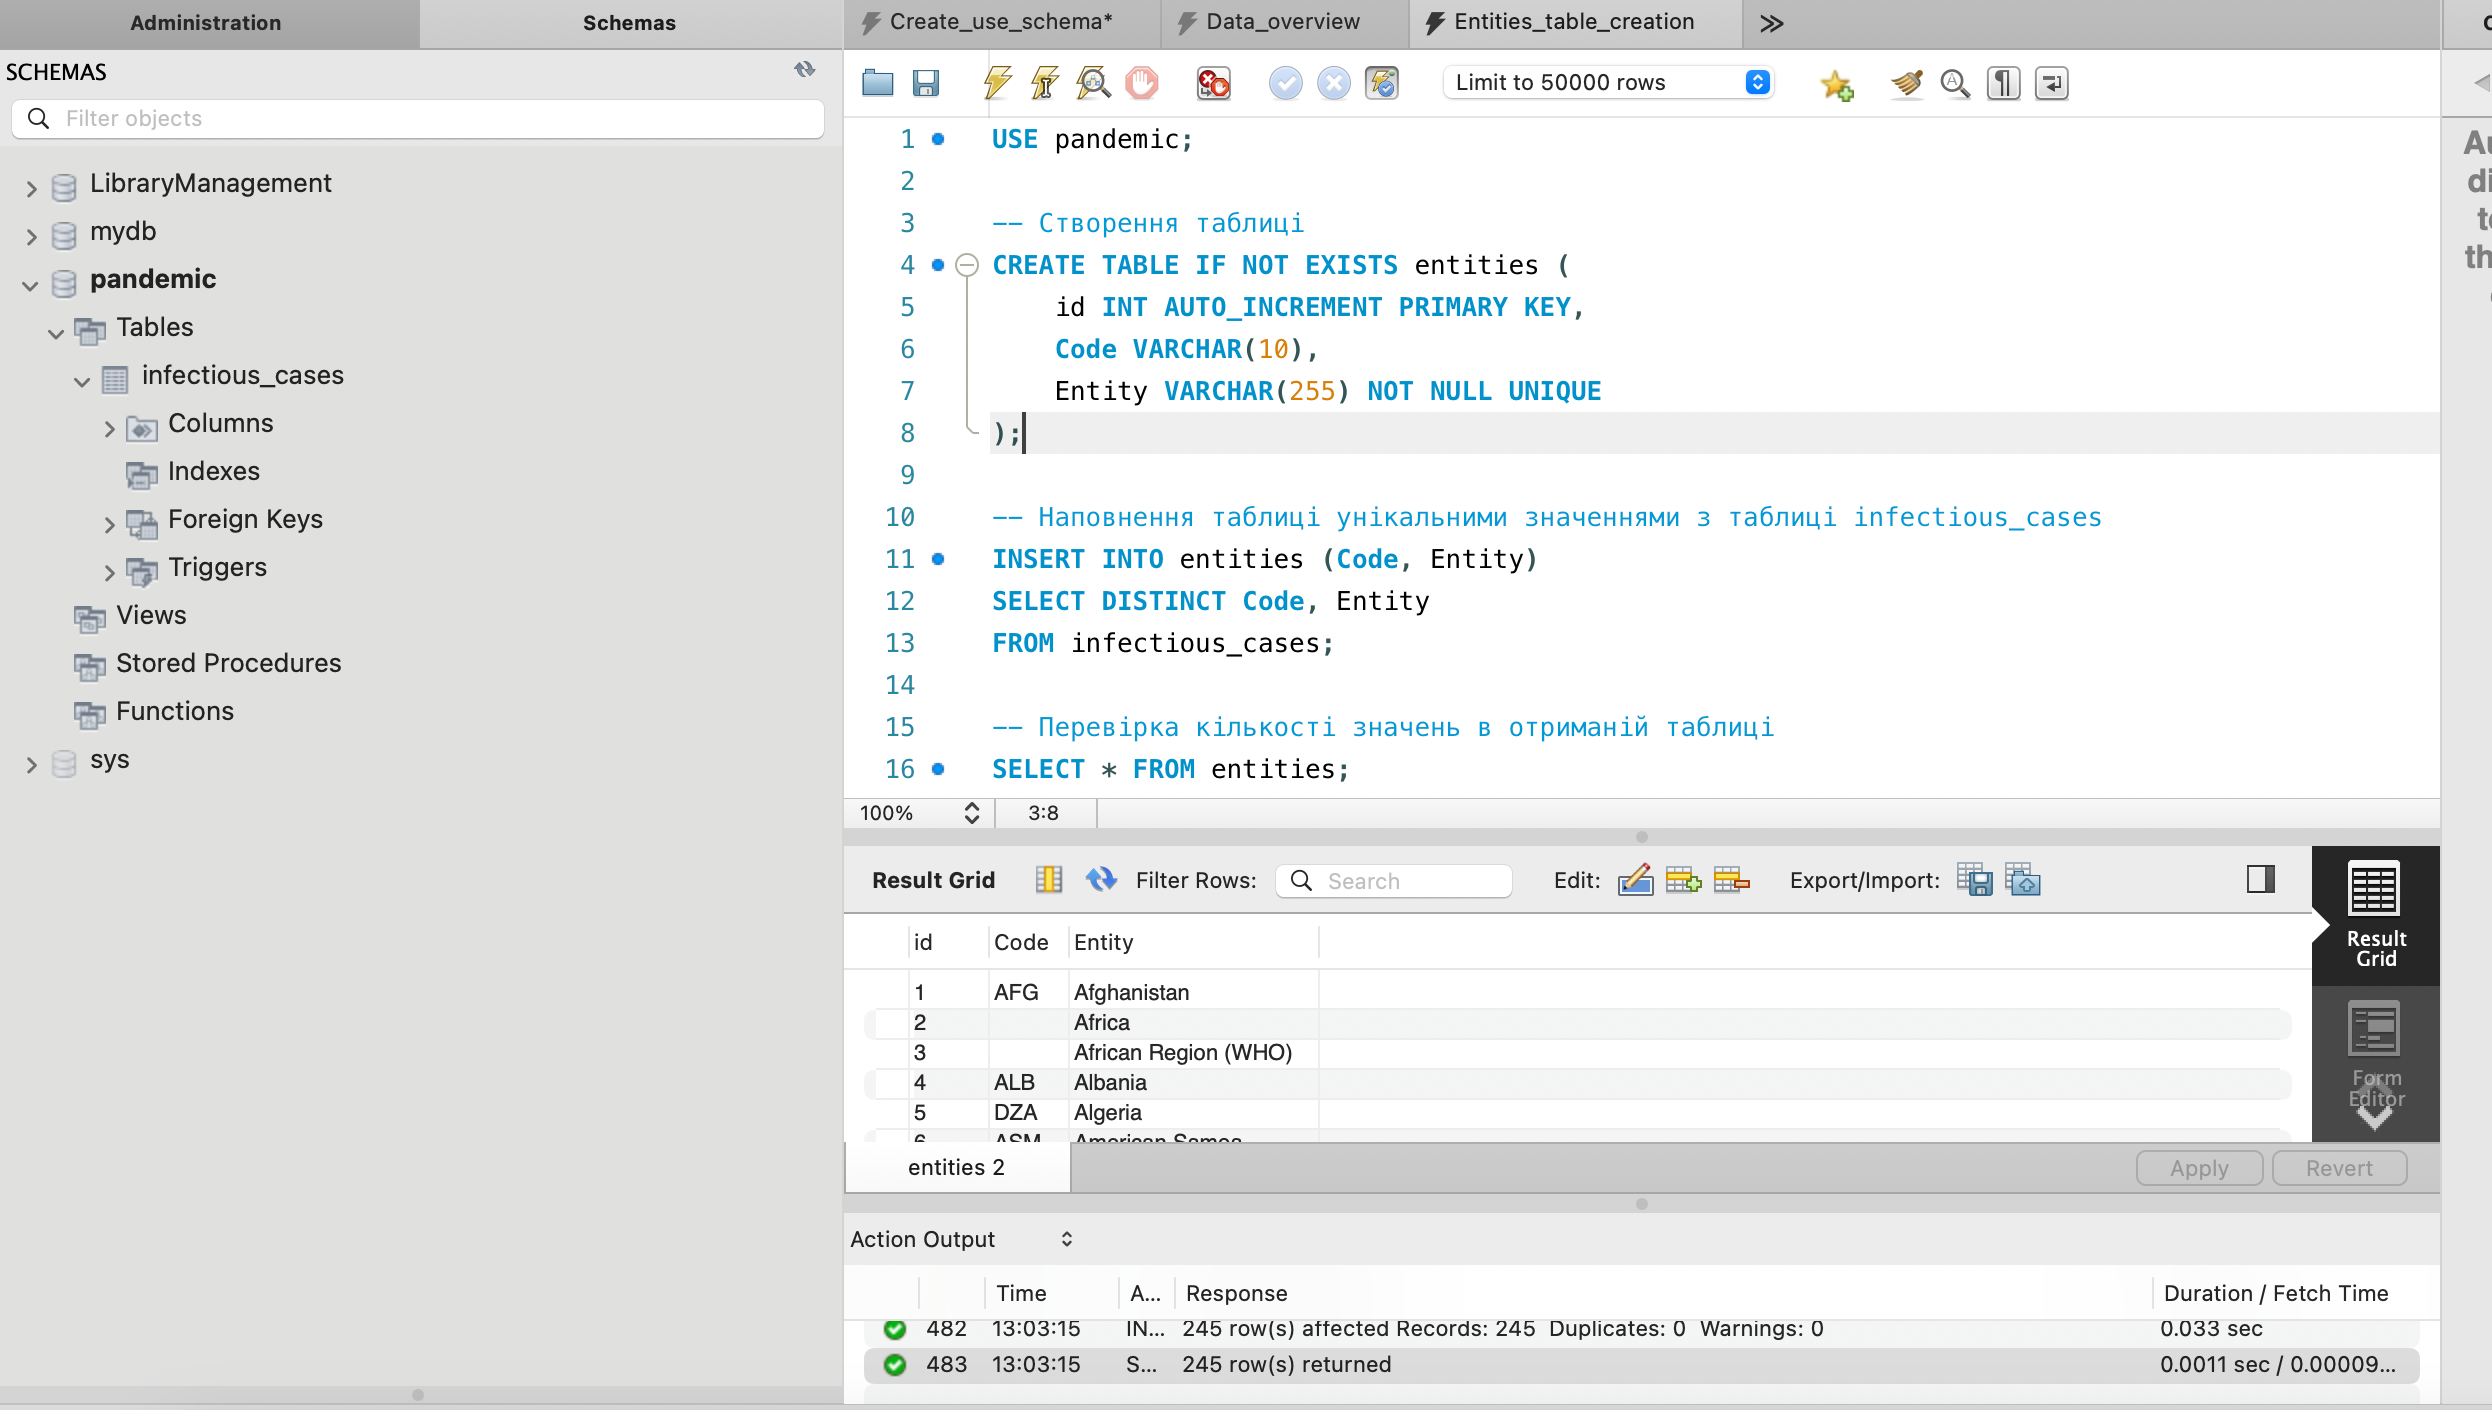 Administration
Schemas
SCHEMAS
Filter objects
LibraryManagement
mydb
pandemic
Tables
infectious_cases
Columns
Indexes
Foreign Keys
Triggers
Views
Stored Procedures
Functions
sys
Create_use_schema*
Data_overview
Entities_table_creation
Limit to 50000 rows
1 USE pandemic;
2
3 -- Створення таблиці
4 CREATE TABLE IF NOT EXISTS entities (
5 id INT AUTO_INCREMENT PRIMARY KEY,
6 Code VARCHAR(10),
7 Entity VARCHAR(255) NOT NULL UNIQUE
8 );
9
10 -- Наповнення таблиці унікальними значеннями з таблиці infectious_cases
11 INSERT INTO entities (Code, Entity)
12 SELECT DISTINCT Code, Entity
13 FROM infectious_cases;
14
15 -- Перевірка кількості значень в отриманій таблиці
16 SELECT * FROM entities;
100% 3:8
Result Grid Filter Rows: Search Edit: Export/Import:
id Code Entity
1 AFG Afghanistan
2 Africa
3 African Region (WHO)
4 ALB Albania
5 DZA Algeria
6 ASM American Samoa
Result
Grid
Form
Editor
entities 2
Apply Revert
Action Output
Time A... Response Duration / Fetch Time
482 13:03:15 IN... 245 row(s) affected Records: 245 Duplicates: 0 Warnings: 0 0.033 sec
483 13:03:15 S... 245 row(s) returned 0.0011 sec / 0.00009...